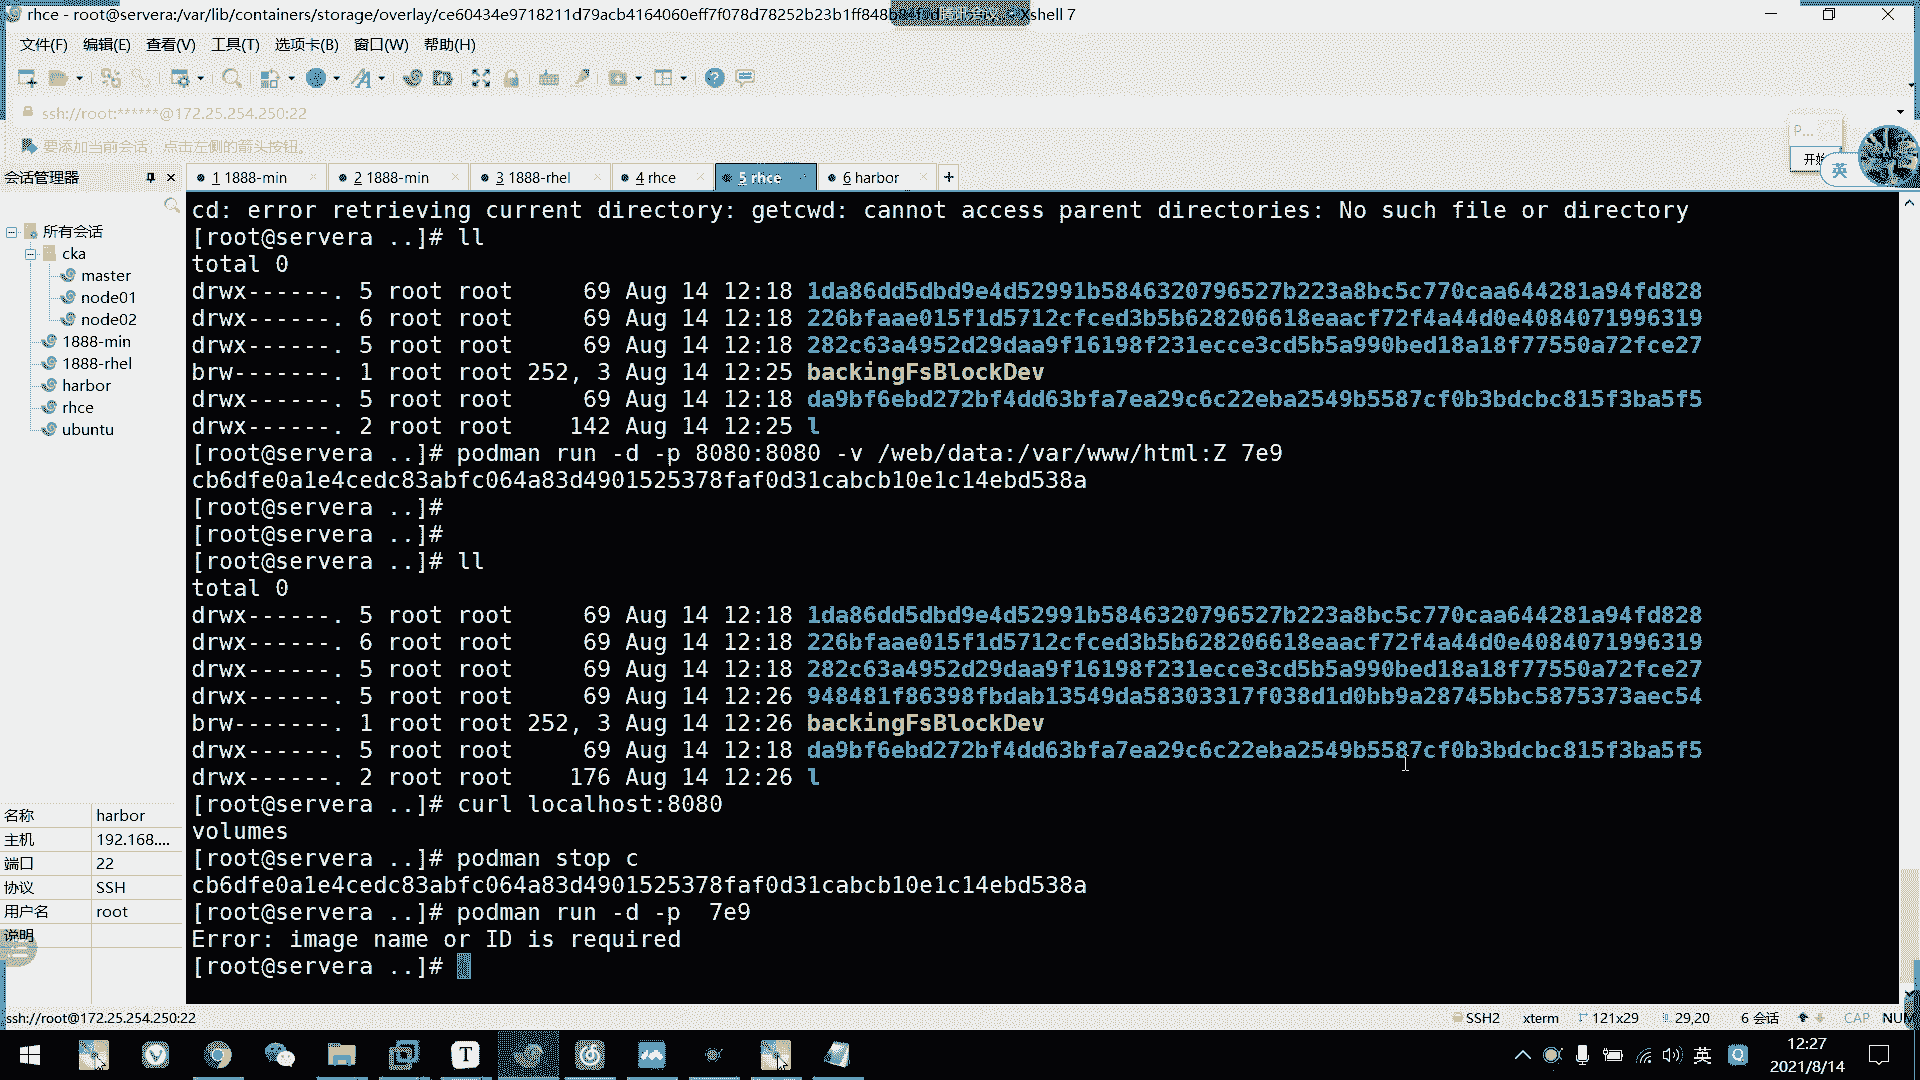 rhce - root@servera:/var/lib/containers/storage/overlay/ce60434e9718211d79acb4164060eff7f078d78252b23b1ff848b Xshell 7
文件(F) 编辑(E) 查看(V) 工具(T) 选项卡(B) 窗口(W) 帮助(H)
ssh://root:******@172.25.254.250:22
要添加当前会话，点击左侧的箭头按钮。
P...
开始
英
会话管理器
1 1888-min
2 1888-min
3 1888-rhel
4 rhce
5 rhce
6 harbor
所有会话
cka
master
node01
node02
1888-min
1888-rhel
harbor
rhce
ubuntu
名称 harbor
主机 192.168....
端口 22
协议 SSH
用户名 root
说明
cd: error retrieving current directory: getcwd: cannot access parent directories: No such file or directory
[root@servera ..]# ll
total 0
drwx------. 5 root root 69 Aug 14 12:18 1da86dd5dbd9e4d52991b5846320796527b223a8bc5c770caa644281a94fd828
drwx------. 6 root root 69 Aug 14 12:18 226bfaae015f1d5712cfced3b5b628206618eaacf72f4a44d0e4084071996319
drwx------. 5 root root 69 Aug 14 12:18 282c63a4952d29daa9f16198f231ecce3cd5b5a990bed18a18f77550a72fce27
brw-------. 1 root root 252, 3 Aug 14 12:25 backingFsBlockDev
drwx------. 5 root root 69 Aug 14 12:18 da9bf6ebd272bf4dd63bfa7ea29c6c22eba2549b5587cf0b3bdcbc815f3ba5f5
drwx------. 2 root root 142 Aug 14 12:25 l
[root@servera ..]# podman run -d -p 8080:8080 -v /web/data:/var/www/html:Z 7e9
cb6dfe0a1e4cedc83abfc064a83d4901525378faf0d31cabcb10e1c14ebd538a
[root@servera ..]#
[root@servera ..]#
[root@servera ..]# ll
total 0
drwx------. 5 root root 69 Aug 14 12:18 1da86dd5dbd9e4d52991b5846320796527b223a8bc5c770caa644281a94fd828
drwx------. 6 root root 69 Aug 14 12:18 226bfaae015f1d5712cfced3b5b628206618eaacf72f4a44d0e4084071996319
drwx------. 5 root root 69 Aug 14 12:18 282c63a4952d29daa9f16198f231ecce3cd5b5a990bed18a18f77550a72fce27
drwx------. 5 root root 69 Aug 14 12:26 948481f86398fbdab13549da58303317f038d1d0bb9a28745bbc5875373aec54
brw-------. 1 root root 252, 3 Aug 14 12:26 backingFsBlockDev
drwx------. 5 root root 69 Aug 14 12:18 da9bf6ebd272bf4dd63bfa7ea29c6c22eba2549b5587cf0b3bdcbc815f3ba5f5
drwx------. 2 root root 176 Aug 14 12:26 l
[root@servera ..]# curl localhost:8080
volumes
[root@servera ..]# podman stop c
cb6dfe0a1e4cedc83abfc064a83d4901525378faf0d31cabcb10e1c14ebd538a
[root@servera ..]# podman run -d -p  7e9
Error: image name or ID is required
[root@servera ..]#
ssh://root@172.25.254.250:22 SSH2 xterm 121x29 29,20 6 会话 CAP NUM
英
12:27
2021/8/14